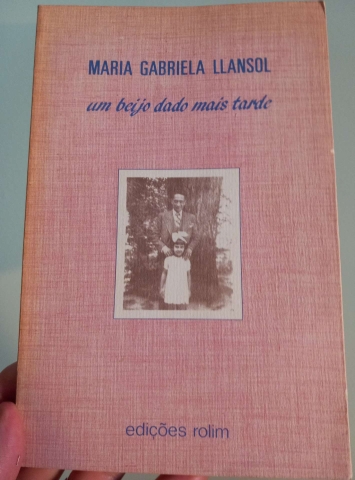 MARIA GABRIELA LLANSOL
um beijo dado mais tarde
edições rolim